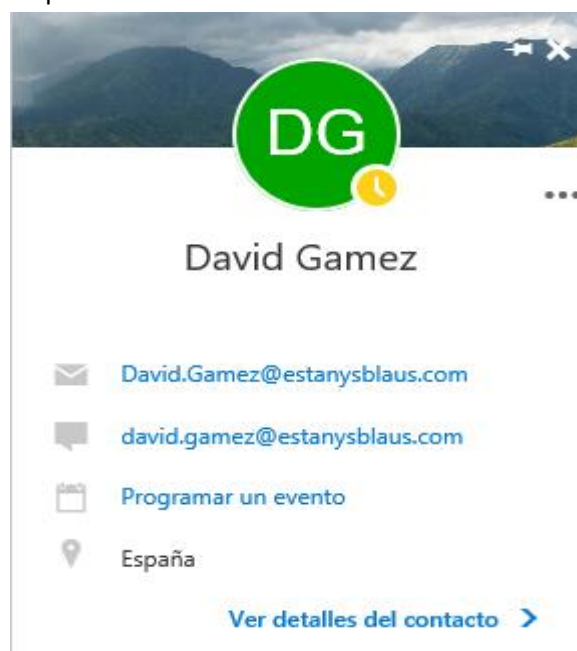 DG
David Gamez
David.Gamez@estanysblaus.com
david.gamez@estanysblaus.com
Programar un evento
España
Ver detalles del contacto